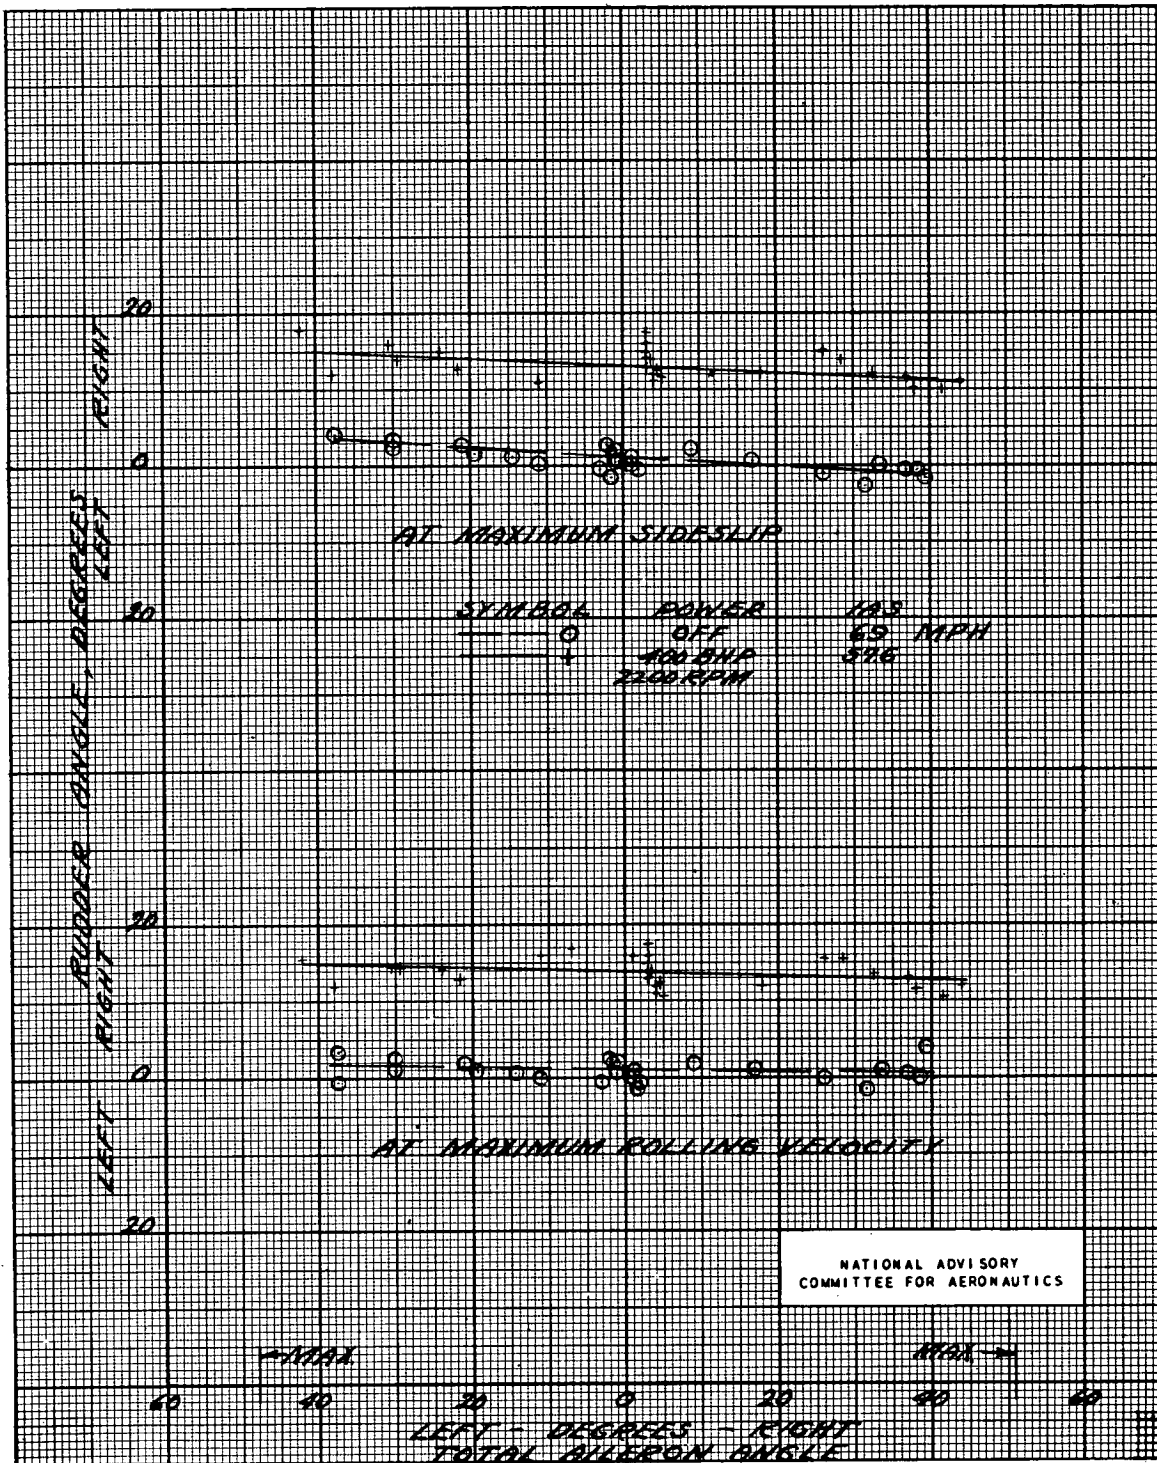 20
RIGHT
0
LEFT
RUDDER ANGLE, DEGREES
AT MAXIMUM SIDESLIP
SYMBOL POWER IAS
20
OFF 69 MPH
+ 400 BHP 57.6
2200 RPM
20
RIGHT
0
LEFT
AT MAXIMUM ROLLING VELOCITY
20
NATIONAL ADVISORY
COMMITTEE FOR AERONAUTICS
←MAX MAX→
60 40 20 0 20 40 60
LEFT - DEGREES - RIGHT
TOTAL AILERON ANGLE